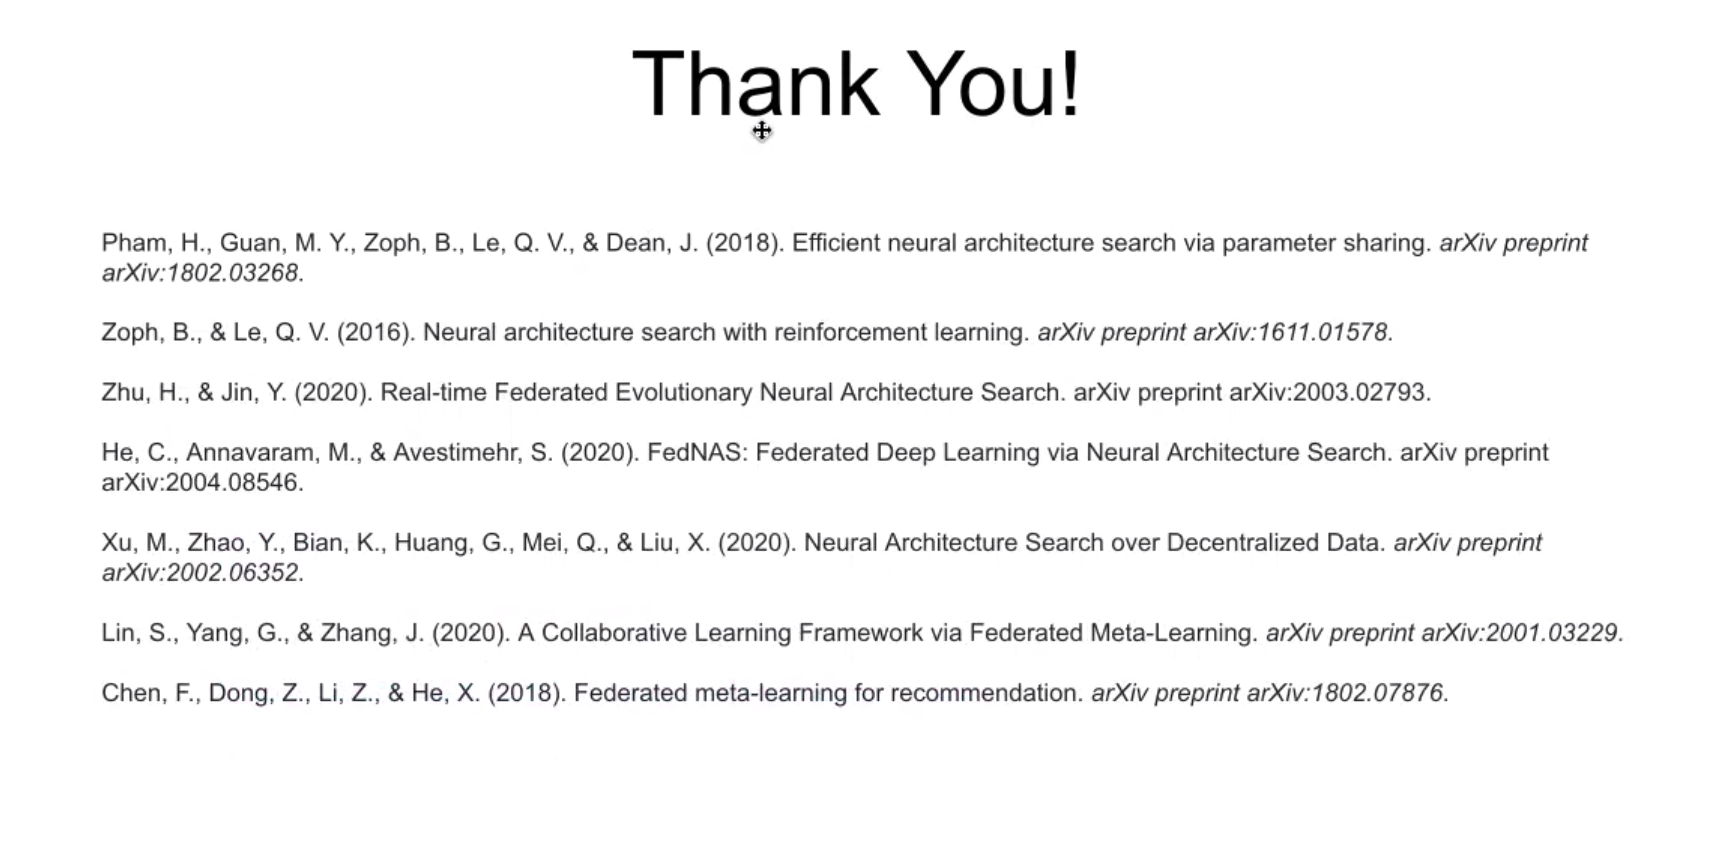 Thank You!
Pham, H., Guan, M. Y., Zoph, B., Le, Q. V., & Dean, J. (2018). Efficient neural architecture search via parameter sharing. arXiv preprint
arXiv:1802.03268.
Zoph, B., & Le, Q. V. (2016). Neural architecture search with reinforcement learning. arXiv preprint arXiv:1611.01578.
Zhu, H., & Jin, Y. (2020). Real-time Federated Evolutionary Neural Architecture Search. arXiv preprint arXiv:2003.02793.
He, C., Annavaram, M., & Avestimehr, S. (2020). FedNAS: Federated Deep Learning via Neural Architecture Search. arXiv preprint
arXiv:2004.08546.
Xu, M., Zhao, Y., Bian, K., Huang, G., Mei, Q., & Liu, X. (2020). Neural Architecture Search over Decentralized Data. arXiv preprint
arXiv:2002.06352.
Lin, S., Yang, G., & Zhang, J. (2020). A Collaborative Learning Framework via Federated Meta-Learning. arXiv preprint arXiv:2001.03229.
Chen, F., Dong, Z., Li, Z., & He, X. (2018). Federated meta-learning for recommendation. arXiv preprint arXiv:1802.07876.